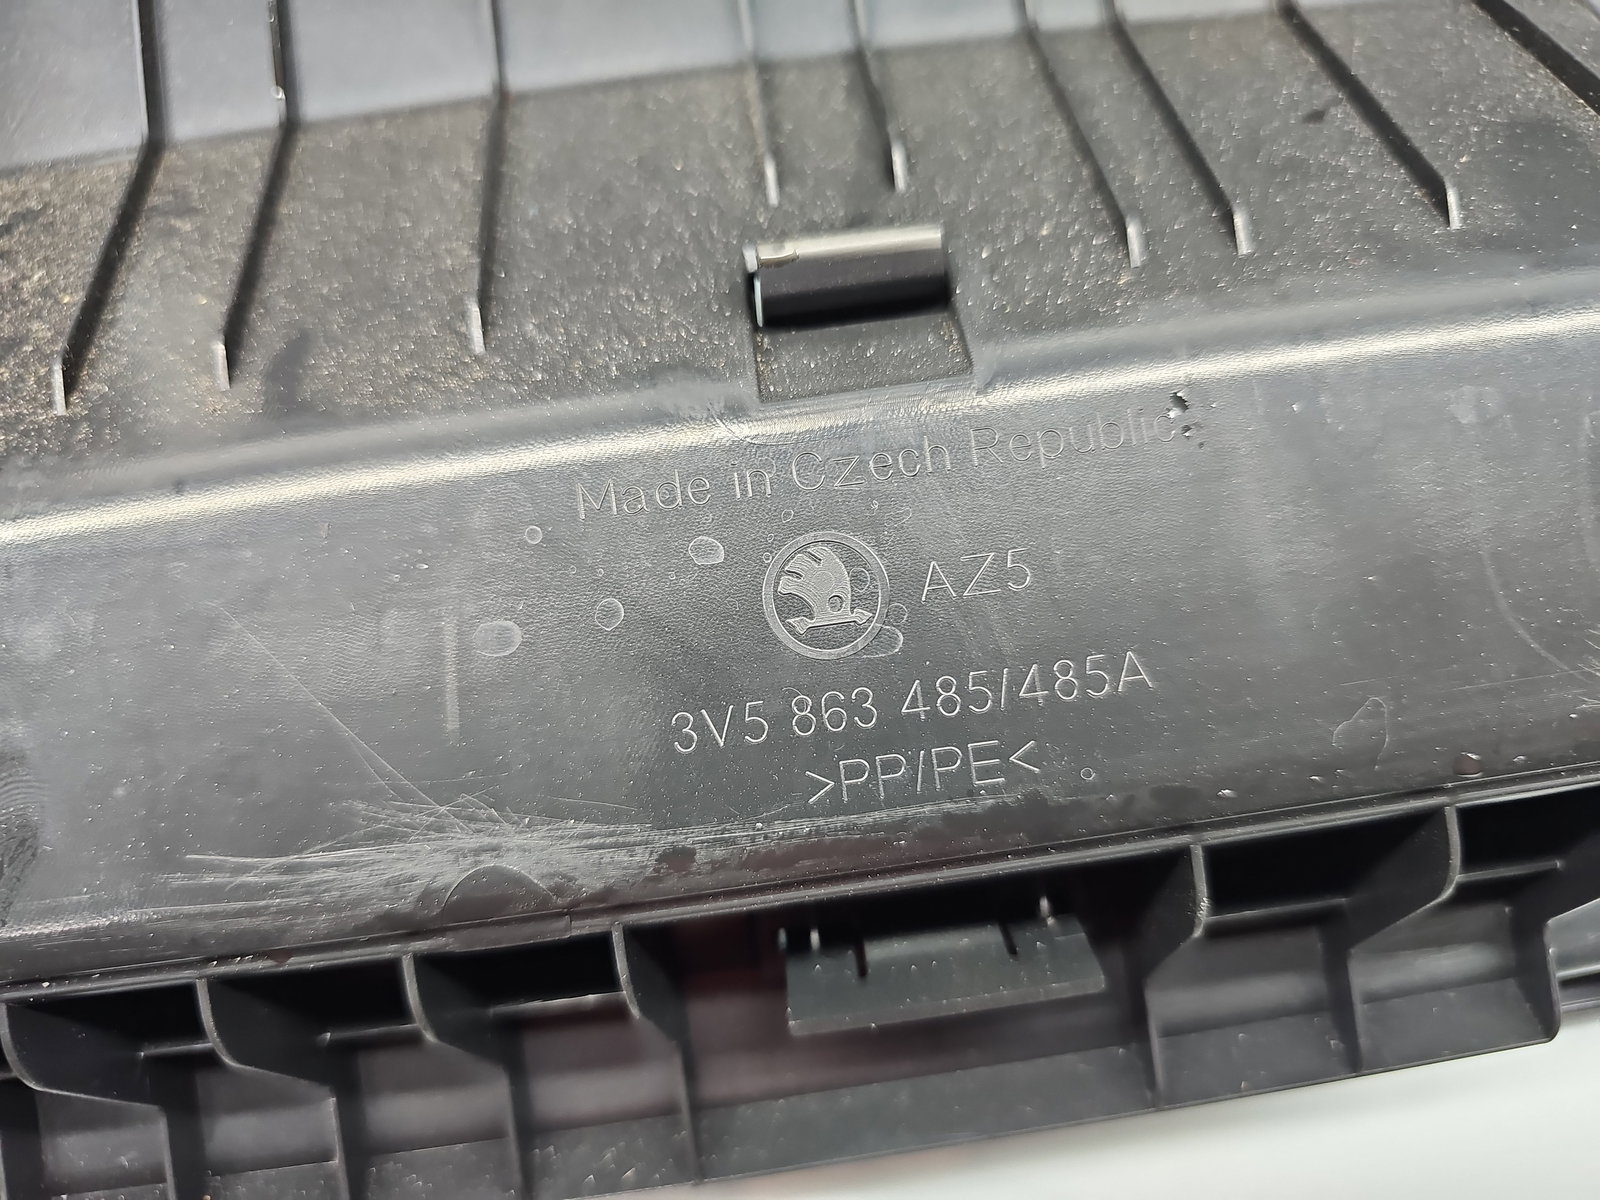 Made in Czech Republic
AZ5
3V5 863 485/485A
>PP/PE<